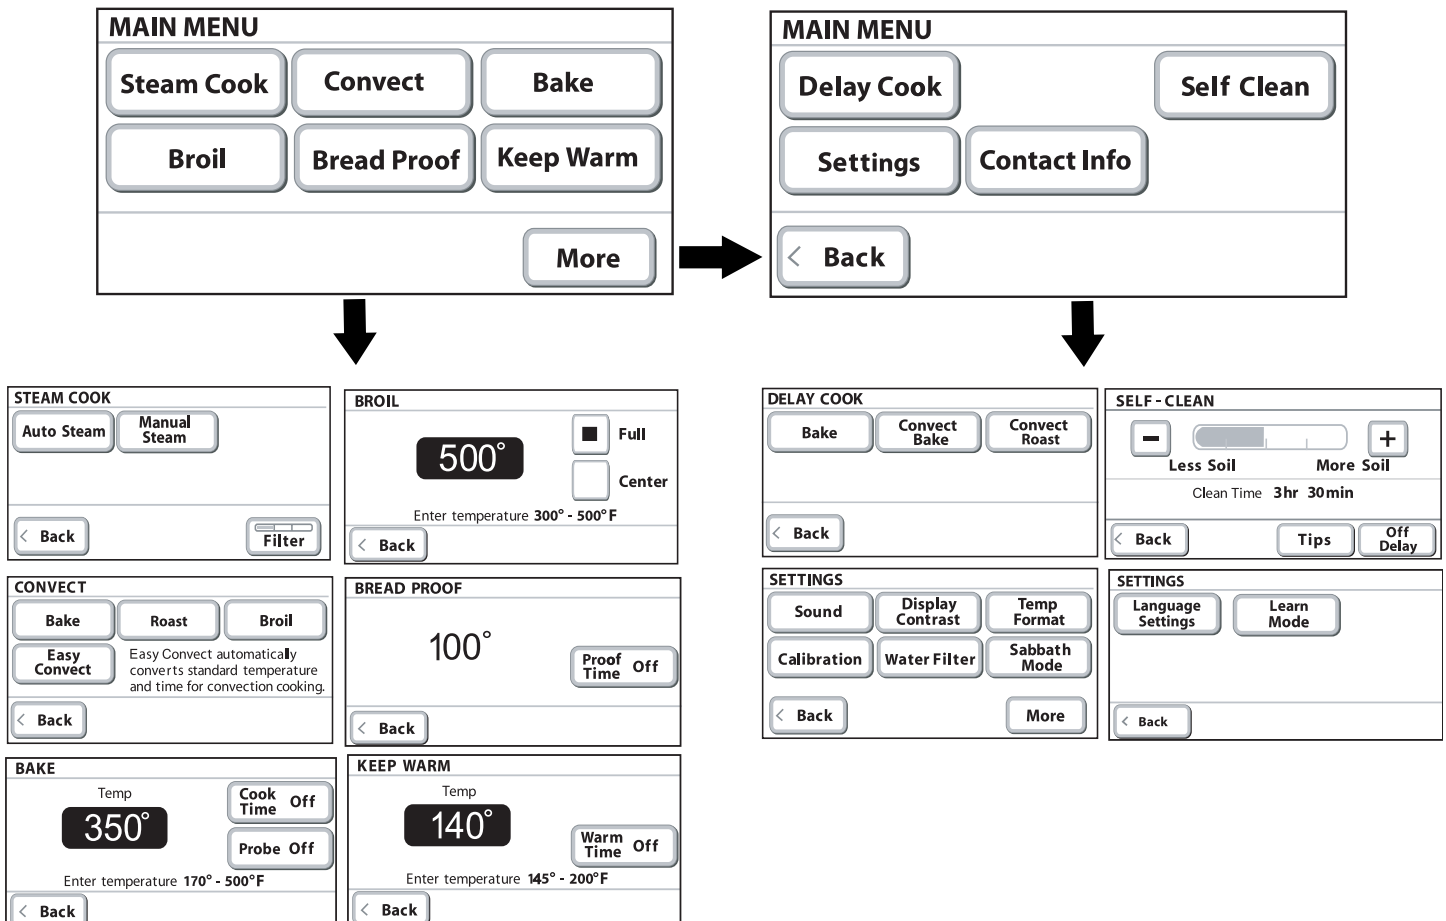 MAIN MENU
Steam Cook
Convect
Bake
Broil
Bread Proof
Keep Warm
More
MAIN MENU
Delay Cook
Self Clean
Settings
Contact Info
< Back
STEAM COOK
Auto Steam
Manual
Steam
< Back
Filter
BROIL
500°
Full
Center
Enter temperature 300° - 500°F
< Back
CONVECT
Bake
Roast
Broil
Easy
Convect
Easy Convect automatically
converts standard temperature
and time for convection cooking.
< Back
BREAD PROOF
100°
Proof
Time Off
< Back
BAKE
Temp
350°
Cook
Time Off
Probe Off
Enter temperature 170° - 500°F
< Back
KEEP WARM
Temp
140°
Warm
Time Off
Enter temperature 145° - 200°F
< Back
DELAY COOK
Bake
Convect
Bake
Convect
Roast
< Back
SELF - CLEAN
–
+
Less Soil
More Soil
Clean Time 3hr 30min
< Back
Tips
Off
Delay
SETTINGS
Sound
Display
Contrast
Temp
Format
Calibration
Water Filter
Sabbath
Mode
< Back
More
SETTINGS
Language
Settings
Learn
Mode
< Back